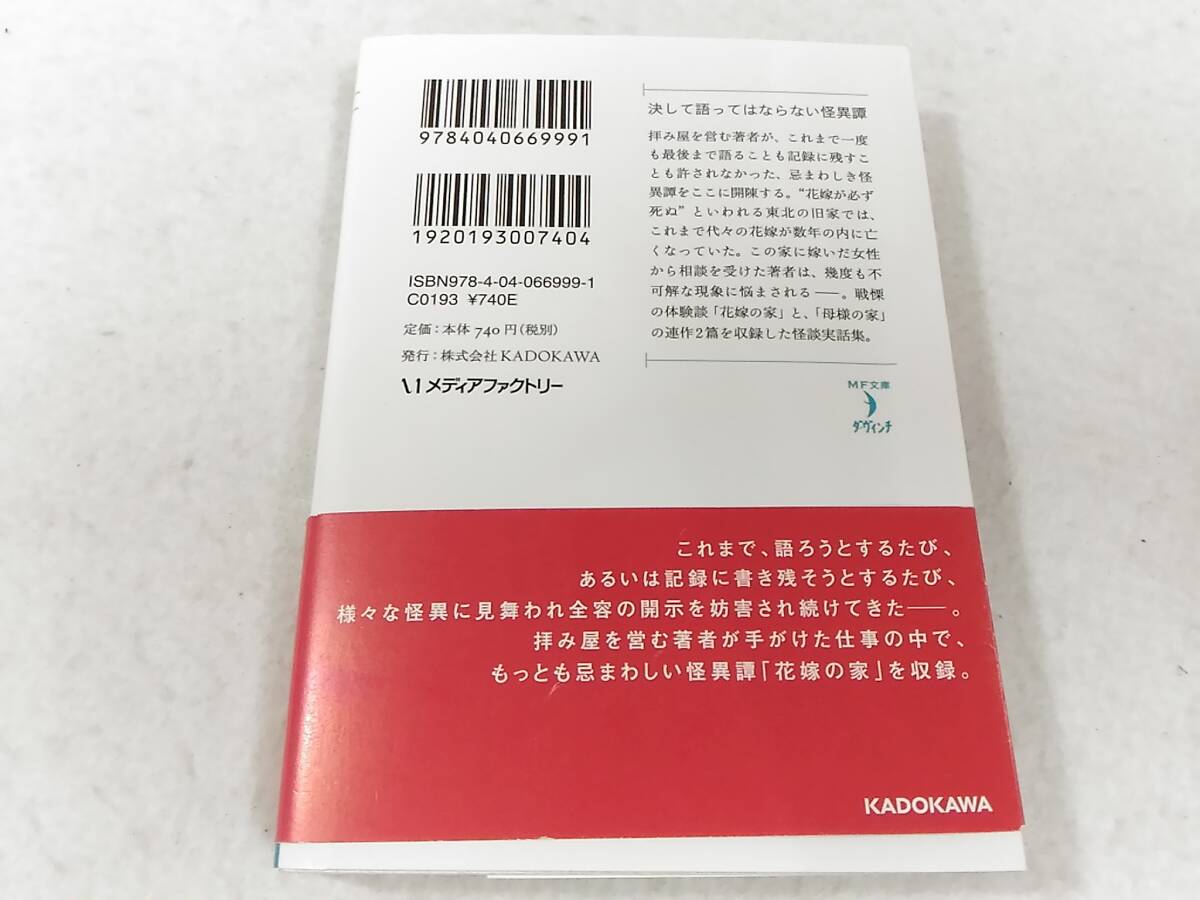 9784040669991
1920193007404
ISBN978-4-04-066999-1
C0193 ¥740E
定価：本体 740 円（税別）
発行：株式会社 KADOKAWA
メディアファクトリー
決して語ってはならない怪異譚
拝み屋を営む著者が、これまで一度
も最後まで語ることも記録に残すこ
とも許されなかった、忌まわしき怪
異譚をここに開陳する。“花嫁が必ず
死ぬ”といわれる東北の旧家では、
これまで代々の花嫁が数年の内に亡
くなっていた。この家に嫁いだ女性
から相談を受けた著者は、幾度も不
可解な現象に悩まされる――。戦慄
の体験談「花嫁の家」と、「母様の家」
の連作2篇を収録した怪談実話集。
MF文庫
ダ・ヴィンチ
これまで、語ろうとするたび、
あるいは記録に書き残そうとするたび、
様々な怪異に見舞われ全容の開示を妨害され続けてきた――。
拝み屋を営む著者が手がけた仕事の中で、
もっとも忌まわしい怪異譚「花嫁の家」を収録。
KADOKAWA